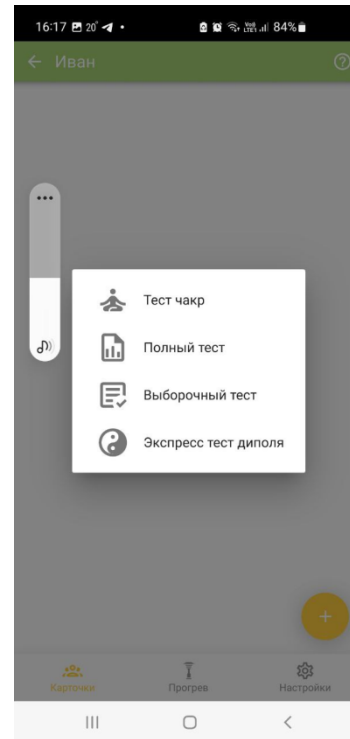 16:17 20° 84%
Иван
Тест чакр
Полный тест
Выборочный тест
Экспресс тест диполя
Карточки Прогрев Настройки